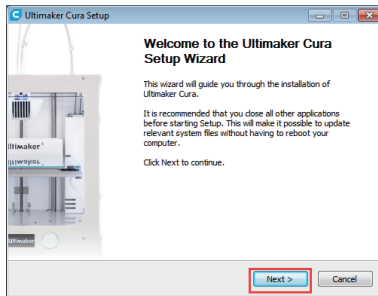 Ultimaker Cura Setup
Welcome to the Ultimaker Cura
Setup Wizard
This wizard will guide you through the installation of
Ultimaker Cura.
It is recommended that you close all other applications
before starting Setup. This will make it possible to update
relevant system files without having to reboot your
computer.
Click Next to continue.
Ultimaker
Ultimaker
Next >
Cancel